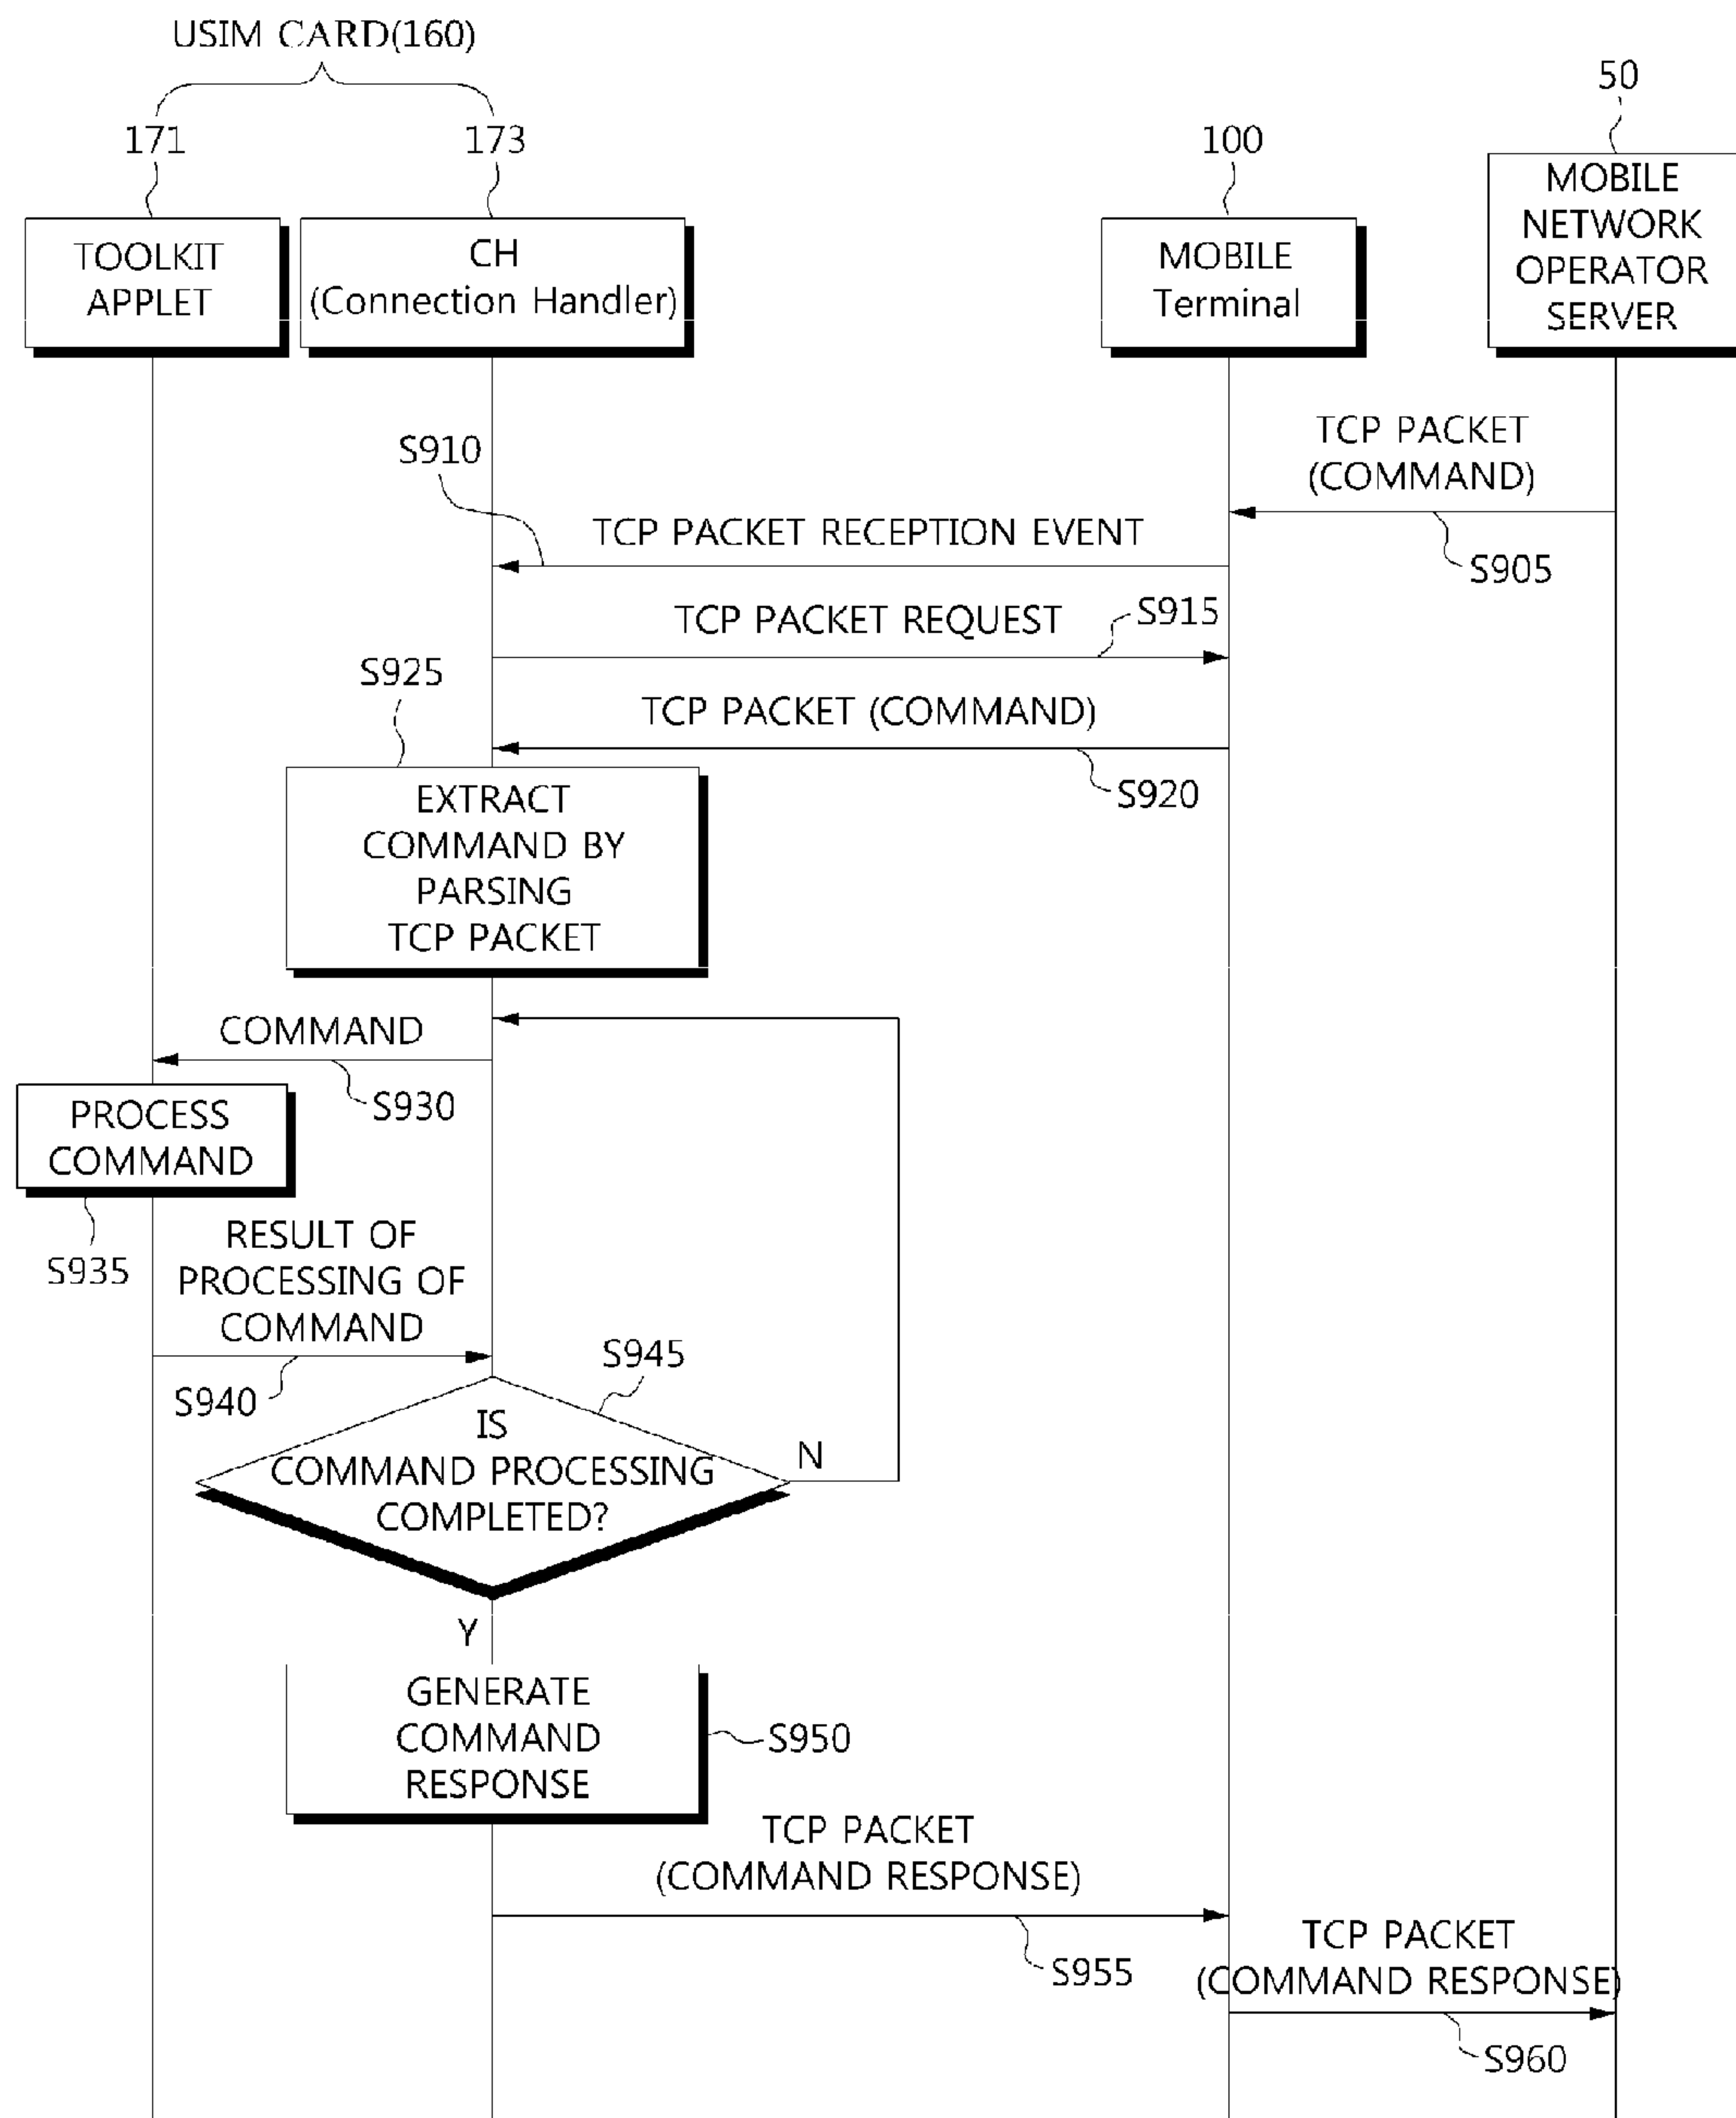 USIM CARD(160)
50
171
173
100
TOOLKIT
APPLET
CH
(Connection Handler)
MOBILE
Terminal
MOBILE
NETWORK
OPERATOR
SERVER
TCP PACKET
(COMMAND)
S905
S910
TCP PACKET RECEPTION EVENT
TCP PACKET REQUEST
S915
S925
TCP PACKET (COMMAND)
S920
EXTRACT
COMMAND BY
PARSING
TCP PACKET
COMMAND
S930
PROCESS
COMMAND
S935
RESULT OF
PROCESSING OF
COMMAND
S940
S945
IS
COMMAND PROCESSING
COMPLETED?
N
Y
GENERATE
COMMAND
RESPONSE
S950
TCP PACKET
(COMMAND RESPONSE)
S955
TCP PACKET
(COMMAND RESPONSE)
S960